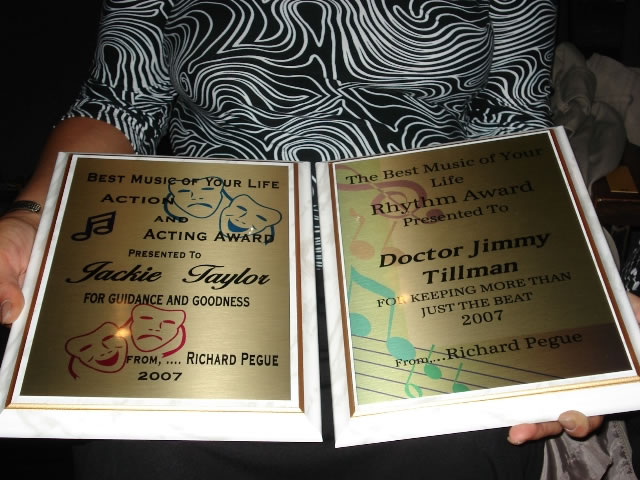 BEST MUSIC OF YOUR LIFE
ACTION
AND
ACTING AWARD
PRESENTED TO
Jackie Taylor
FOR GUIDANCE AND GOODNESS
FROM, .... RICHARD PEGUE
2007
The Best Music of Your
Life
Rhythm Award
Presented To
Doctor Jimmy
Tillman
FOR KEEPING MORE THAN
JUST THE BEAT
2007
From,...Richard Pegue